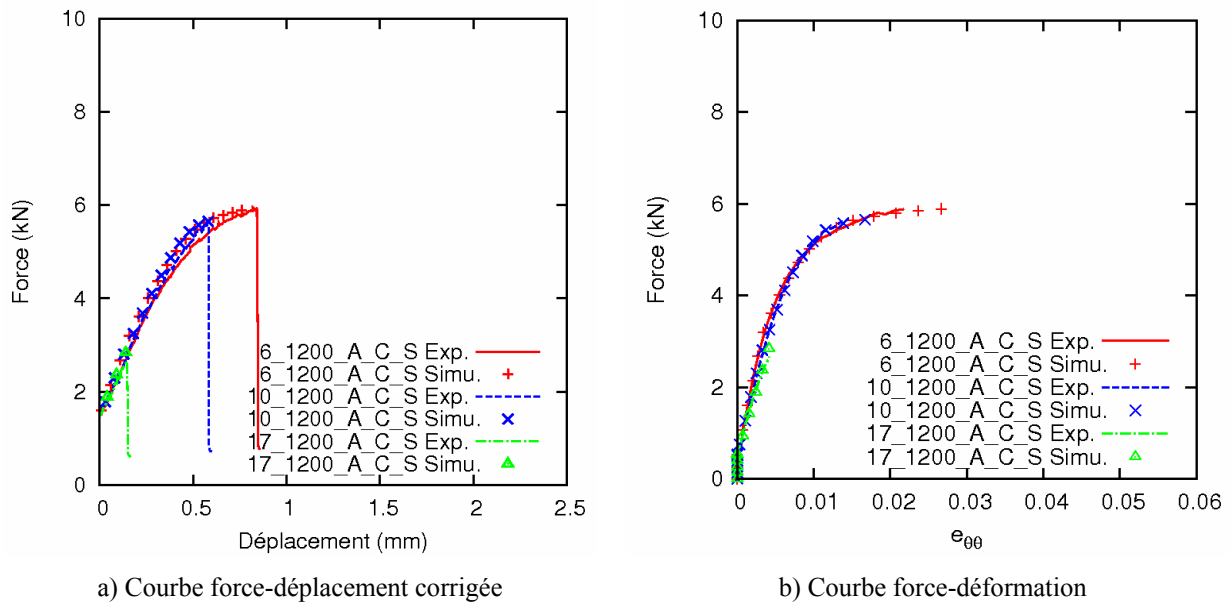 10
8
6
4
2
0
Force (kN)
6_1200_A_C_S Exp.
6_1200_A_C_S Simu.
10_1200_A_C_S Exp.
10_1200_A_C_S Simu.
17_1200_A_C_S Exp.
17_1200_A_C_S Simu.
0 0.5 1 1.5 2 2.5
Déplacement (mm)
a) Courbe force-déplacement corrigée
10
8
6
4
2
0
Force (kN)
6_1200_A_C_S Exp.
6_1200_A_C_S Simu.
10_1200_A_C_S Exp.
10_1200_A_C_S Simu.
17_1200_A_C_S Exp.
17_1200_A_C_S Simu.
0 0.01 0.02 0.03 0.04 0.05 0.06
eθθ
b) Courbe force-déformation